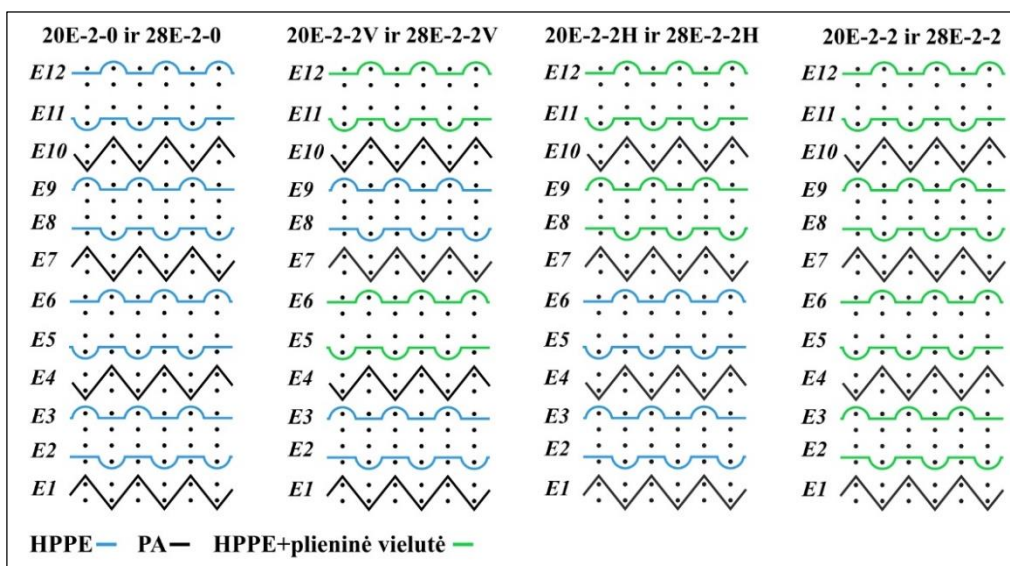 20E-2-0 ir 28E-2-0 20E-2-2V ir 28E-2-2V 20E-2-2H ir 28E-2-2H 20E-2-2 ir 28E-2-2
E12 E12 E12 E12
E11 E11 E11 E11
E10 E10 E10 E10
E9 E9 E9 E9
E8 E8 E8 E8
E7 E7 E7 E7
E6 E6 E6 E6
E5 E5 E5 E5
E4 E4 E4 E4
E3 E3 E3 E3
E2 E2 E2 E2
E1 E1 E1 E1
HPPE PA HPPE+plieninė vielutė